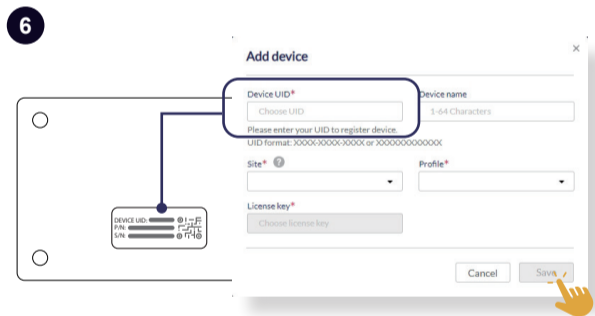 6
Add device
×
Device UID* Device name
Choose UID 1-64 Characters
Please enter your UID to register device.
UID format: XXXX-XXXX-XXXX or XXXXXXXXXXXX
Site* ? Profile*
License key*
Choose license key
DEVICE UID:
P/N:
S/N:
Cancel Save